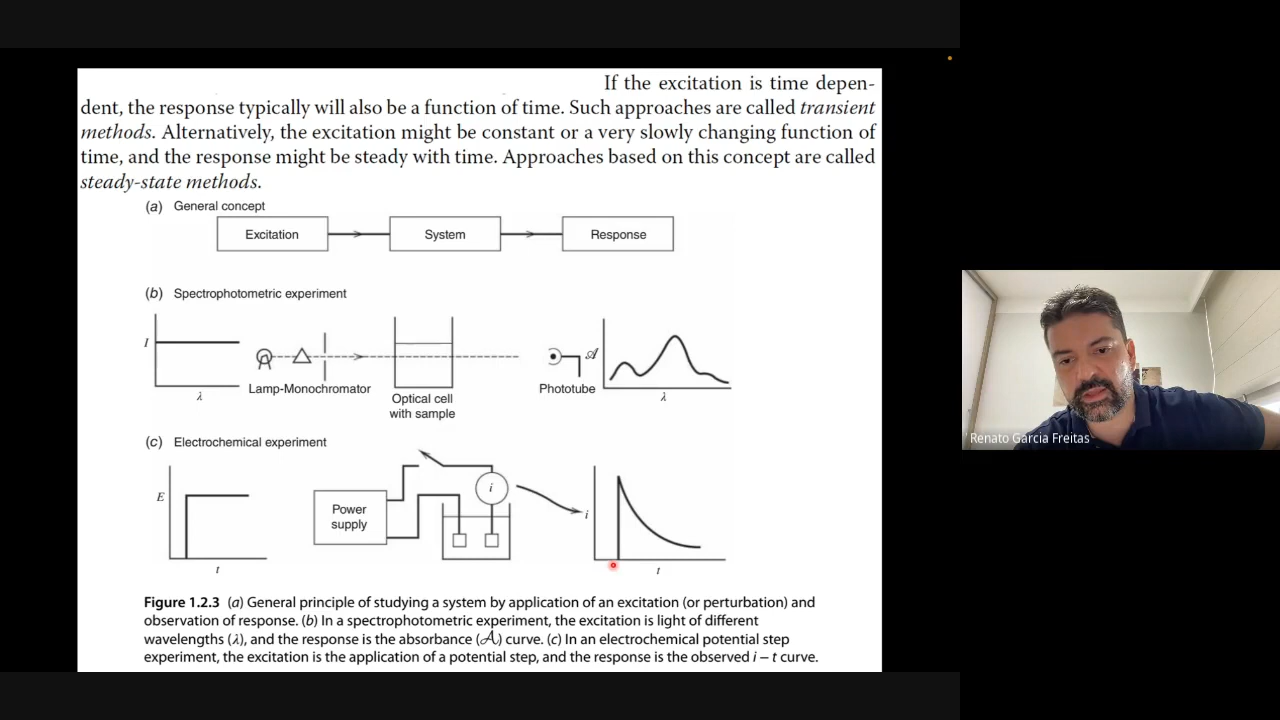 If the excitation is time depen-
dent, the response typically will also be a function of time. Such approaches are called transient
methods. Alternatively, the excitation might be constant or a very slowly changing function of
time, and the response might be steady with time. Approaches based on this concept are called
steady-state methods.
(a) General concept
Excitation System Response
(b) Spectrophotometric experiment
I
λ
Lamp-Monochromator
Optical cell
with sample
Phototube
𝒜
λ
(c) Electrochemical experiment
E
t
Power
supply
i
i
t
Figure 1.2.3 (a) General principle of studying a system by application of an excitation (or perturbation) and
observation of response. (b) In a spectrophotometric experiment, the excitation is light of different
wavelengths (λ), and the response is the absorbance (𝒜) curve. (c) In an electrochemical potential step
experiment, the excitation is the application of a potential step, and the response is the observed i – t curve.
Renato Garcia Freitas